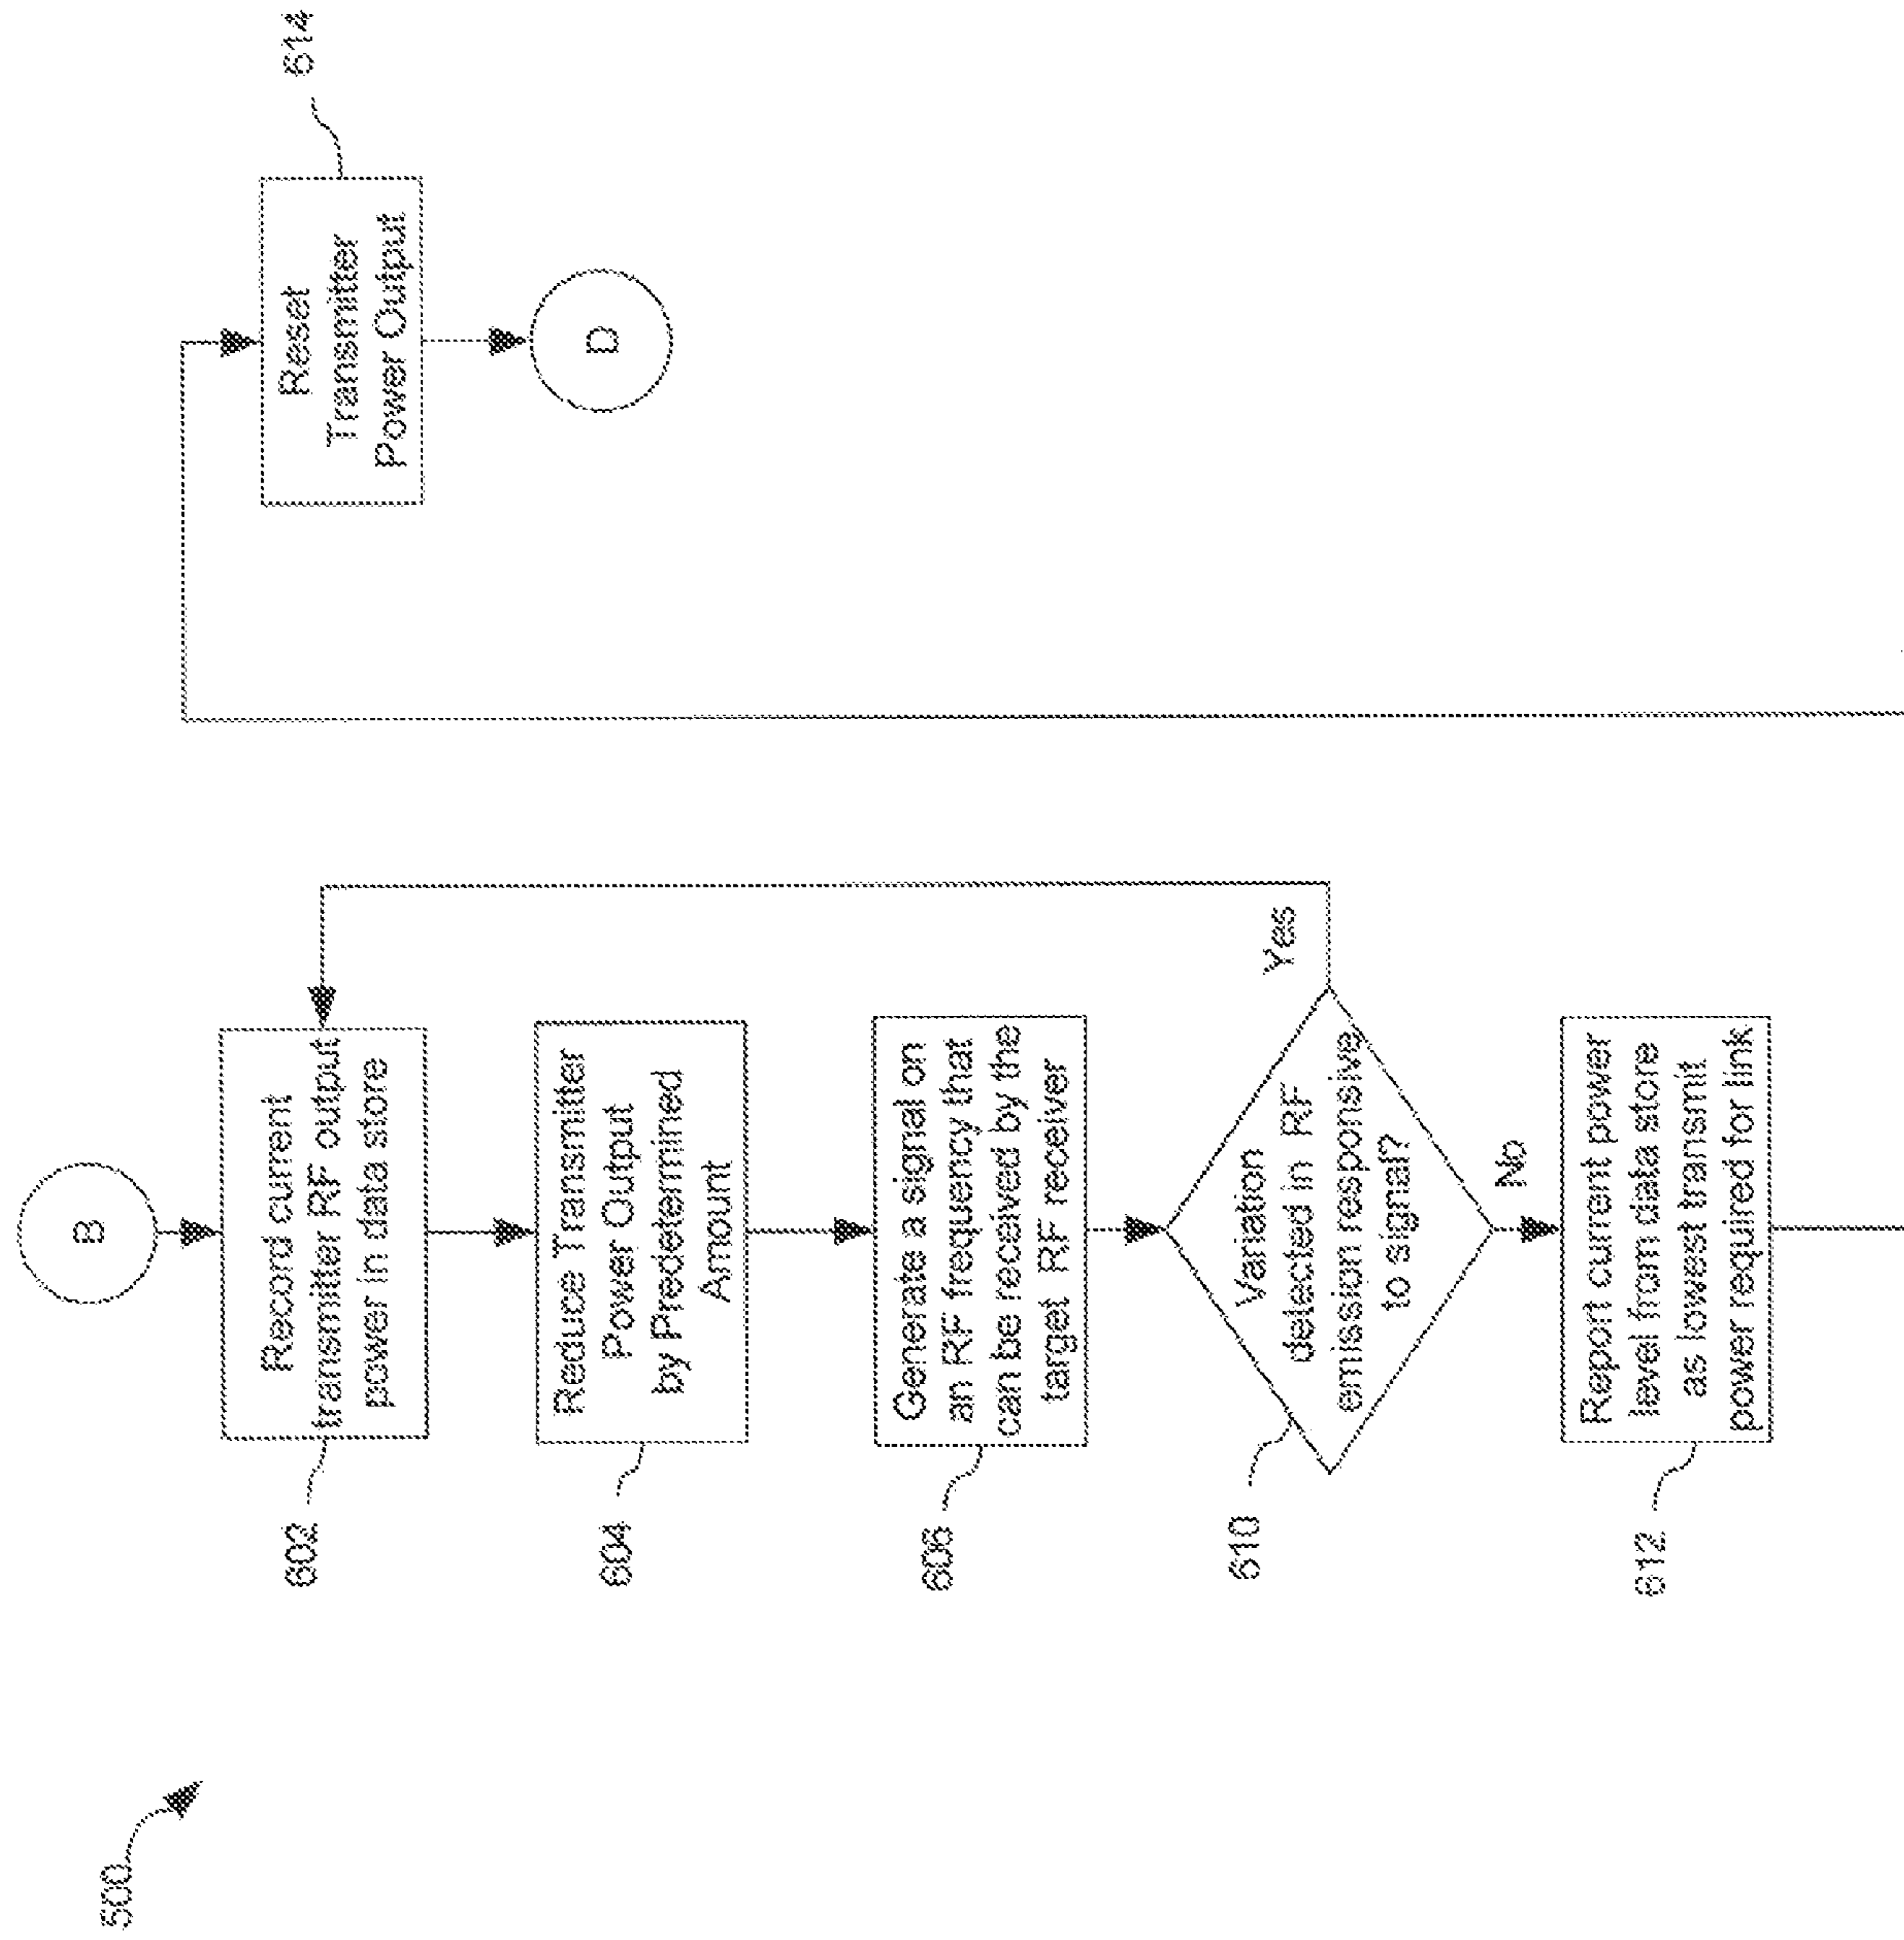 500
B
602
Record current
transmitter RF output
power in data store
604
Reduce Transmitter
Power Output
by Predetermined
Amount
606
Generate a signal on
an RF frequency that
can be received by the
target RF receiver
610
Variation
detected in RF
emission responsive
to signal?
Yes
No
612
Report current power
level from data store
as lowest transmit
power required for link
614
Reset
Transmitter
Power Output
D